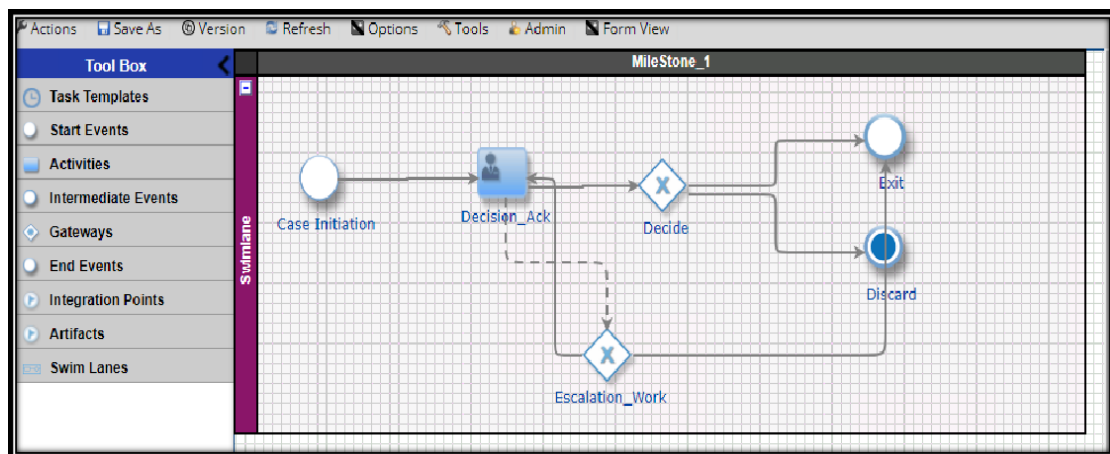 Actions Save As Version Refresh Options Tools Admin Form View
Tool Box
MileStone_1
Task Templates
Start Events
Activities
Intermediate Events
Gateways
End Events
Integration Points
Artifacts
Swim Lanes
Swimlane
Case Initiation
Decision_Ack
X
Decide
Exit
Discard
X
Escalation_Work